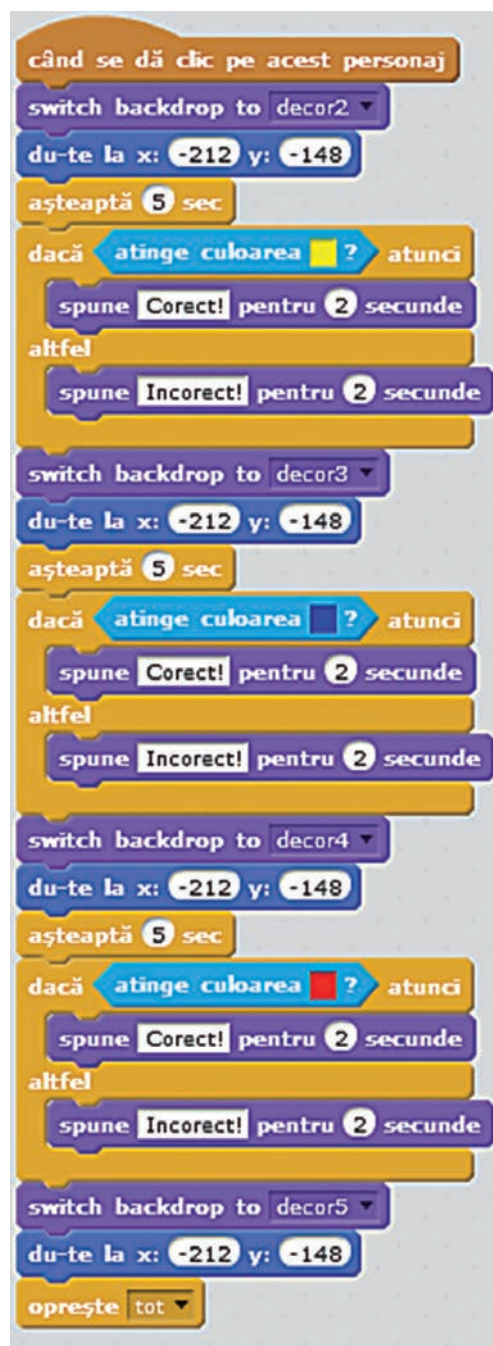 când se dă clic pe acest personaj
switch backdrop to decor2
du-te la x: -212 y: -148
așteaptă 5 sec
dacă atinge culoarea ? atunci
spune Corect! pentru 2 secunde
altfel
spune Incorect! pentru 2 secunde
switch backdrop to decor3
du-te la x: -212 y: -148
așteaptă 5 sec
dacă atinge culoarea ? atunci
spune Corect! pentru 2 secunde
altfel
spune Incorect! pentru 2 secunde
switch backdrop to decor4
du-te la x: -212 y: -148
așteaptă 5 sec
dacă atinge culoarea ? atunci
spune Corect! pentru 2 secunde
altfel
spune Incorect! pentru 2 secunde
switch backdrop to decor5
du-te la x: -212 y: -148
oprește tot